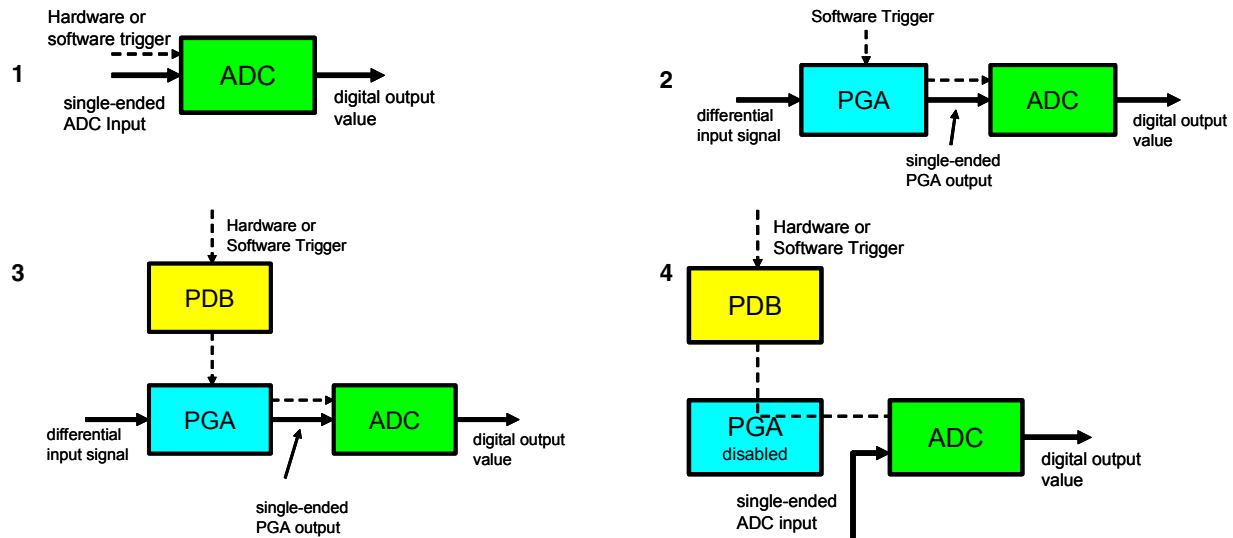 1
Hardware or
software trigger
ADC
single-ended
ADC Input
digital output
value
2
Software Trigger
PGA
ADC
differential
input signal
single-ended
PGA output
digital output
value
3
Hardware or
Software Trigger
PDB
PGA
ADC
differential
input signal
single-ended
PGA output
digital output
value
4
Hardware or
Software Trigger
PDB
PGA
disabled
ADC
single-ended
ADC input
digital output
value